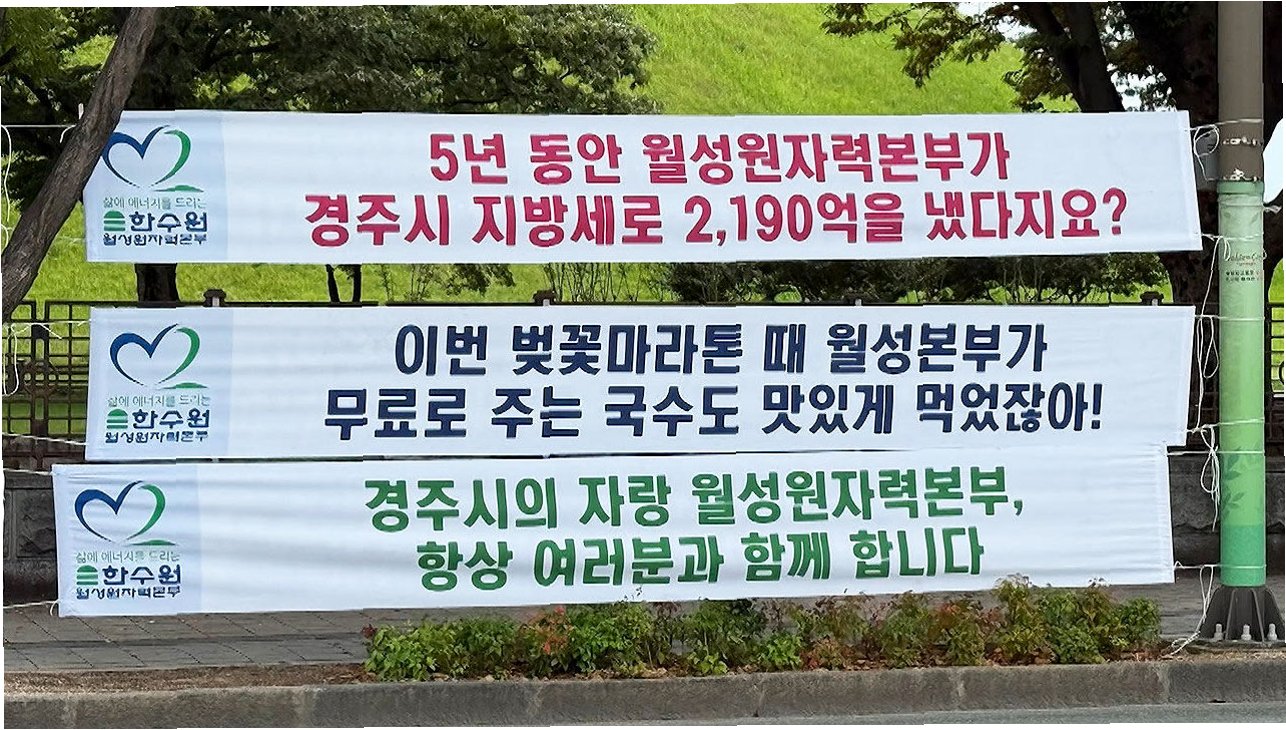 삶에 에너지를 드리는
한수원
월성원자력본부
5년 동안 월성원자력본부가
경주시 지방세로 2,190억을 냈다지요?
삶에 에너지를 드리는
한수원
월성원자력본부
이번 벚꽃마라톤 때 월성본부가
무료로 주는 국수도 맛있게 먹었잖아!
삶에 에너지를 드리는
한수원
월성원자력본부
경주시의 자랑 월성원자력본부,
항상 여러분과 함께 합니다